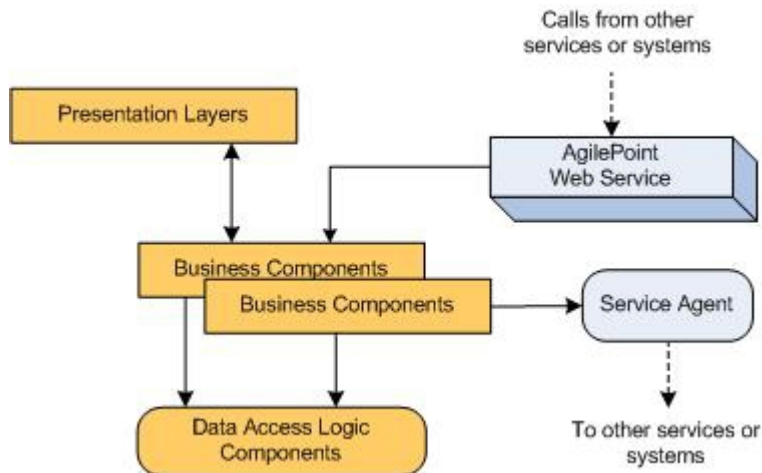 Calls from other
services or systems
Presentation Layers
AgilePoint
Web Service
Business Components
Business Components
Service Agent
Data Access Logic
Components
To other services or
systems